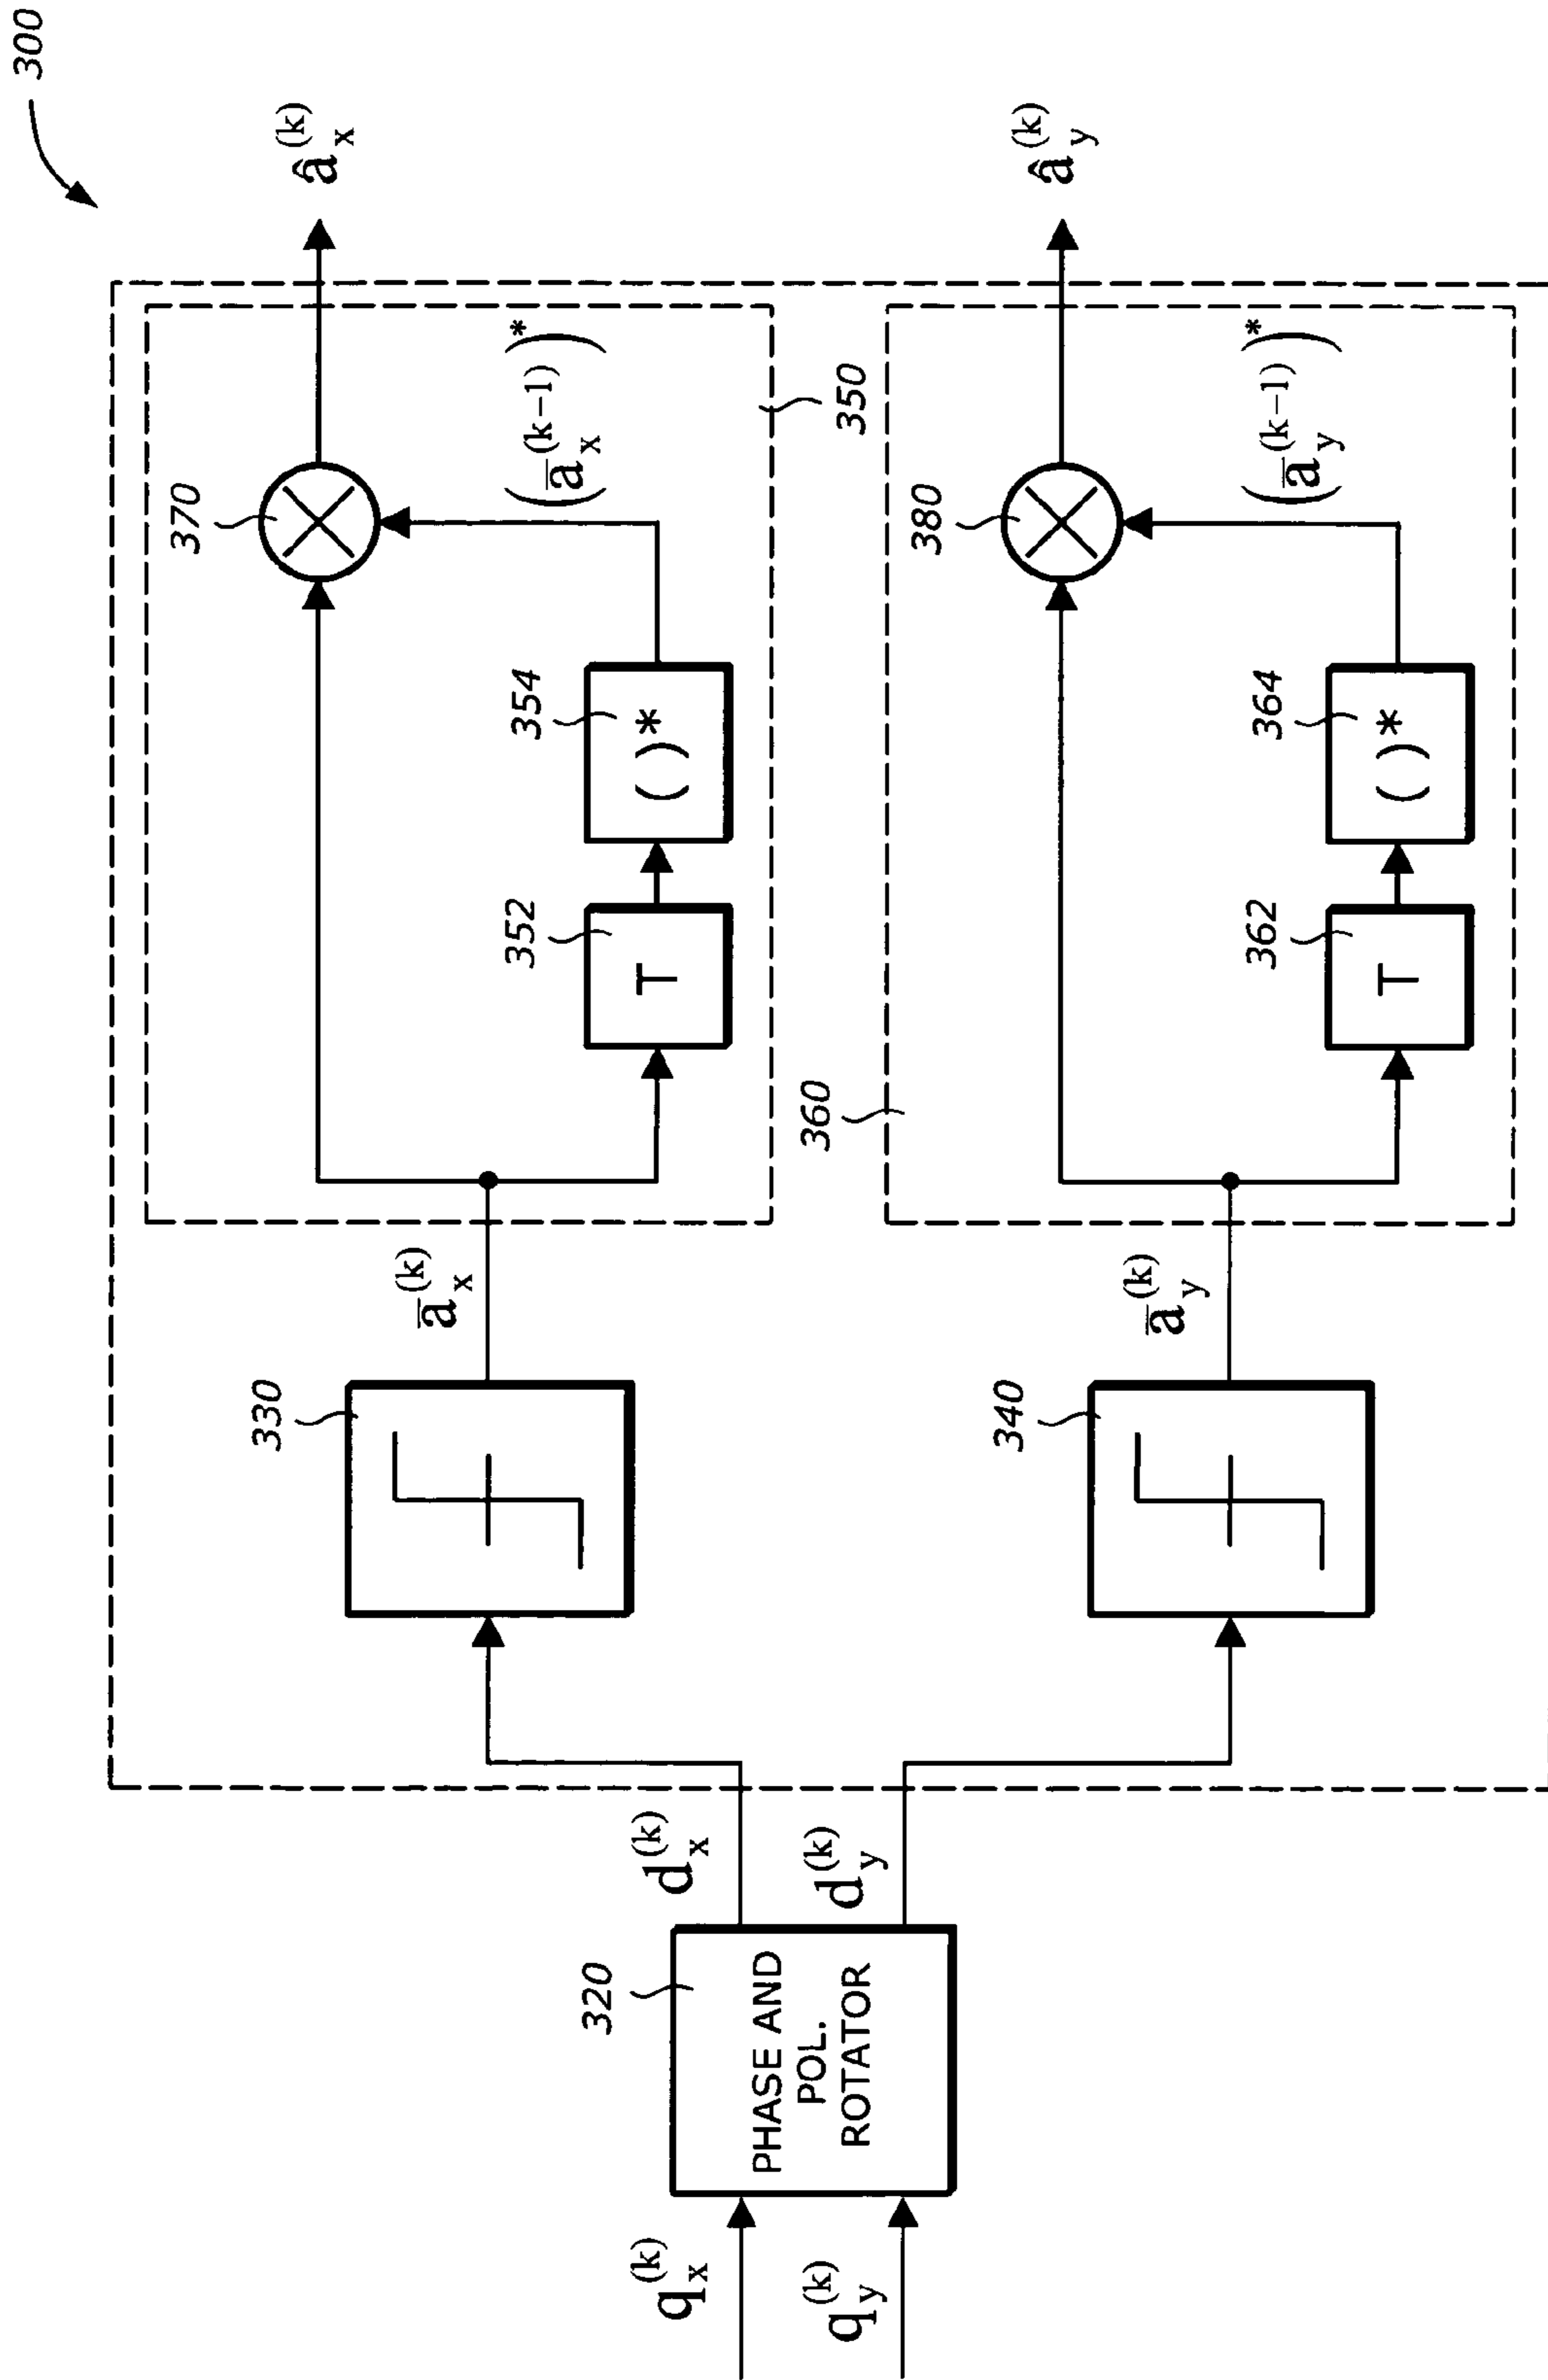 300
370
â_x^(k)
(ā_x^(k−1))*
354
( )*
352
T
350
330
ā_x^(k)
320
PHASE AND
POL.
ROTATOR
q_x^(k)
q_y^(k)
d_x^(k)
d_y^(k)
340
ā_y^(k)
360
380
â_y^(k)
(ā_y^(k−1))*
364
( )*
362
T